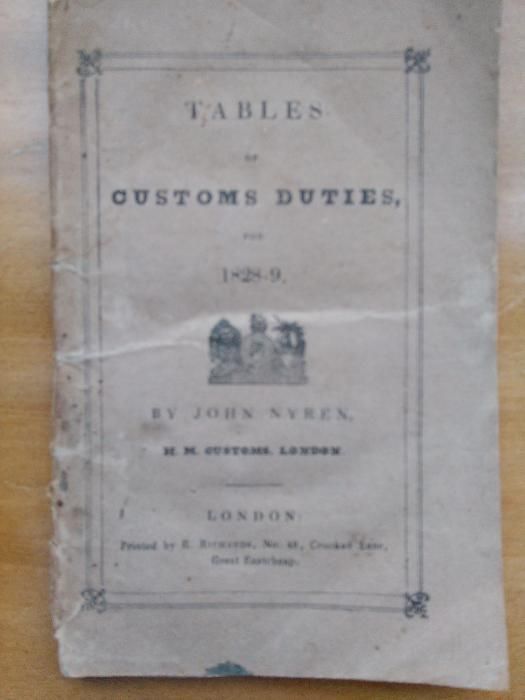 TABLES
OF
CUSTOMS DUTIES,
FOR
1828-9.
BY JOHN NYREN,
H. M. CUSTOMS, LONDON.
LONDON:
Printed by E. RICHARDS, No. Crooked Lane,
Great Eastcheap.